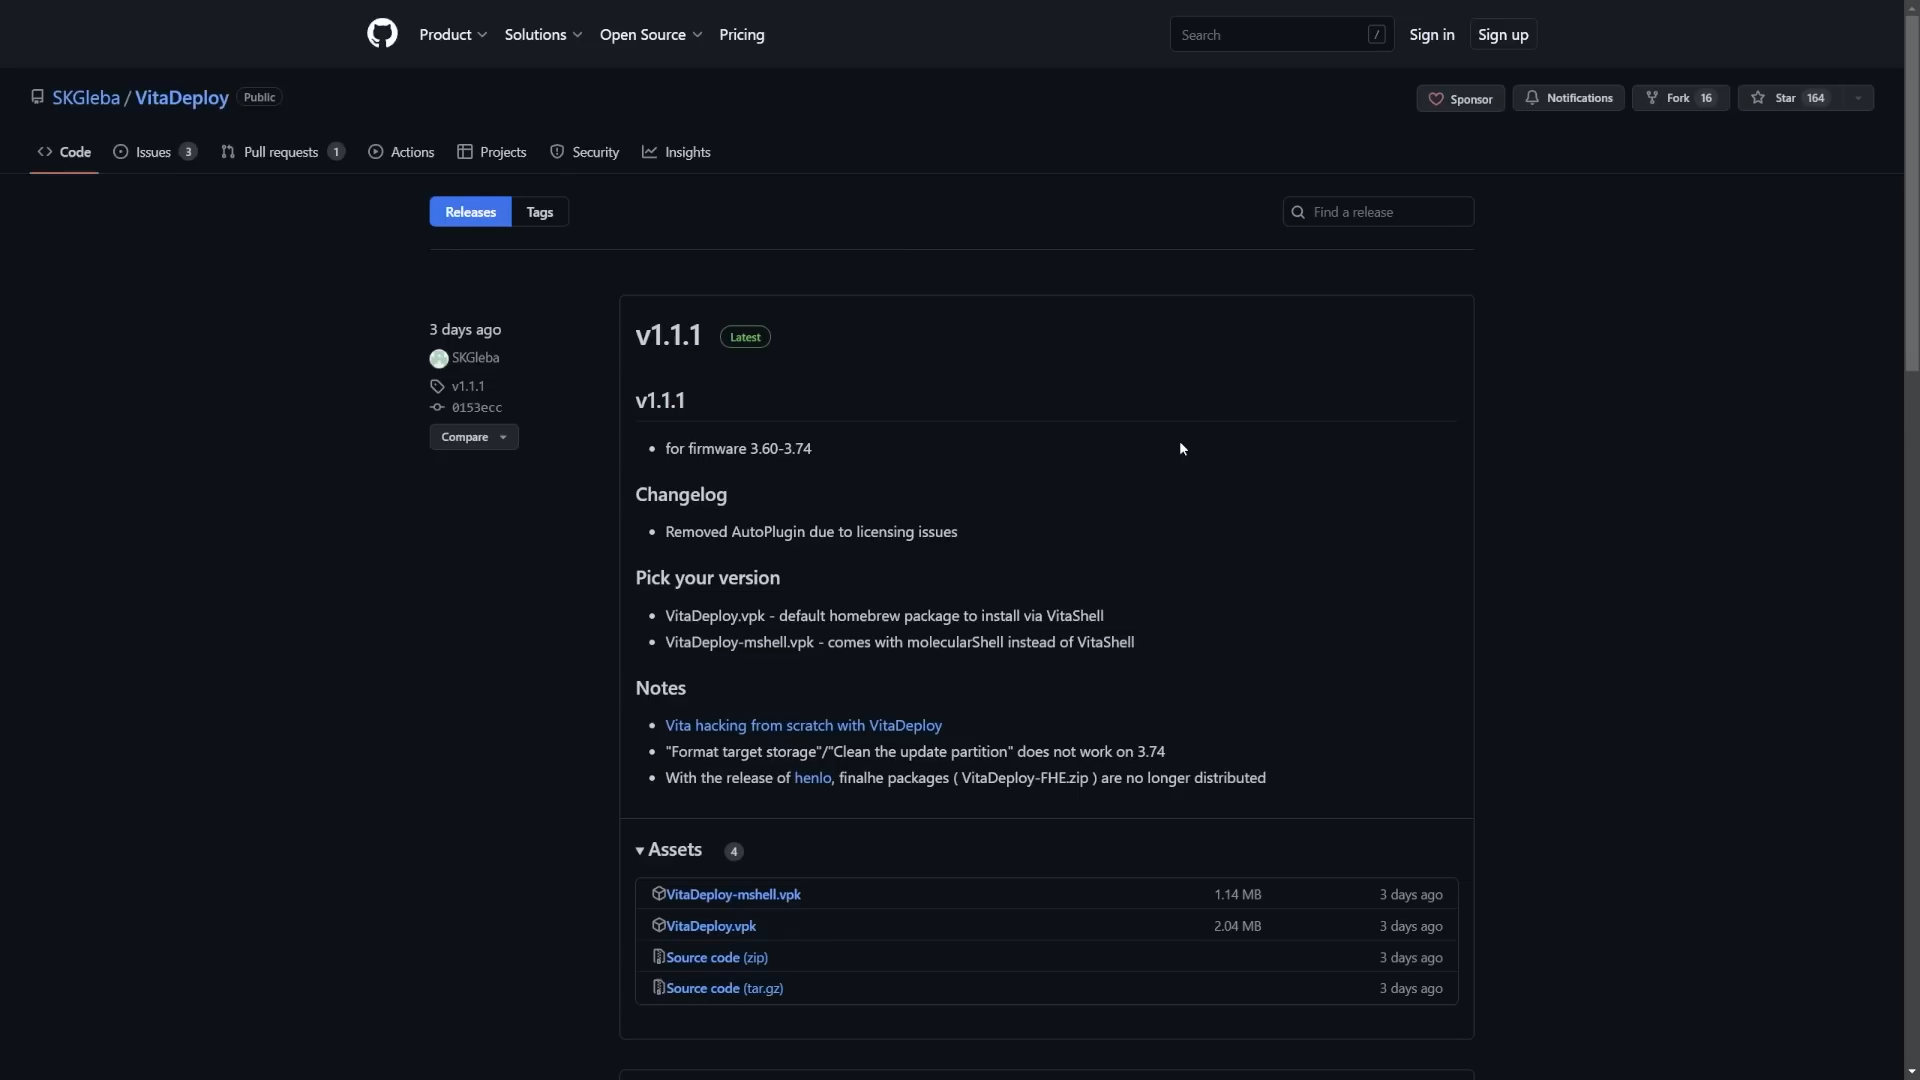 Product Solutions Open Source Pricing Search / Sign in Sign up
SKGleba / VitaDeploy Public Sponsor Notifications Fork 16 Star 164
Code Issues 3 Pull requests 1 Actions Projects Security Insights
Releases Tags Find a release
3 days ago
SKGleba
v1.1.1
0153ecc
Compare
v1.1.1 Latest
v1.1.1
for firmware 3.60-3.74
Changelog
Removed AutoPlugin due to licensing issues
Pick your version
VitaDeploy.vpk - default homebrew package to install via VitaShell
VitaDeploy-mshell.vpk - comes with molecularShell instead of VitaShell
Notes
Vita hacking from scratch with VitaDeploy
"Format target storage"/"Clean the update partition" does not work on 3.74
With the release of henlo, finalhe packages ( VitaDeploy-FHE.zip ) are no longer distributed
Assets 4
VitaDeploy-mshell.vpk 1.14 MB 3 days ago
VitaDeploy.vpk 2.04 MB 3 days ago
Source code (zip) 3 days ago
Source code (tar.gz) 3 days ago